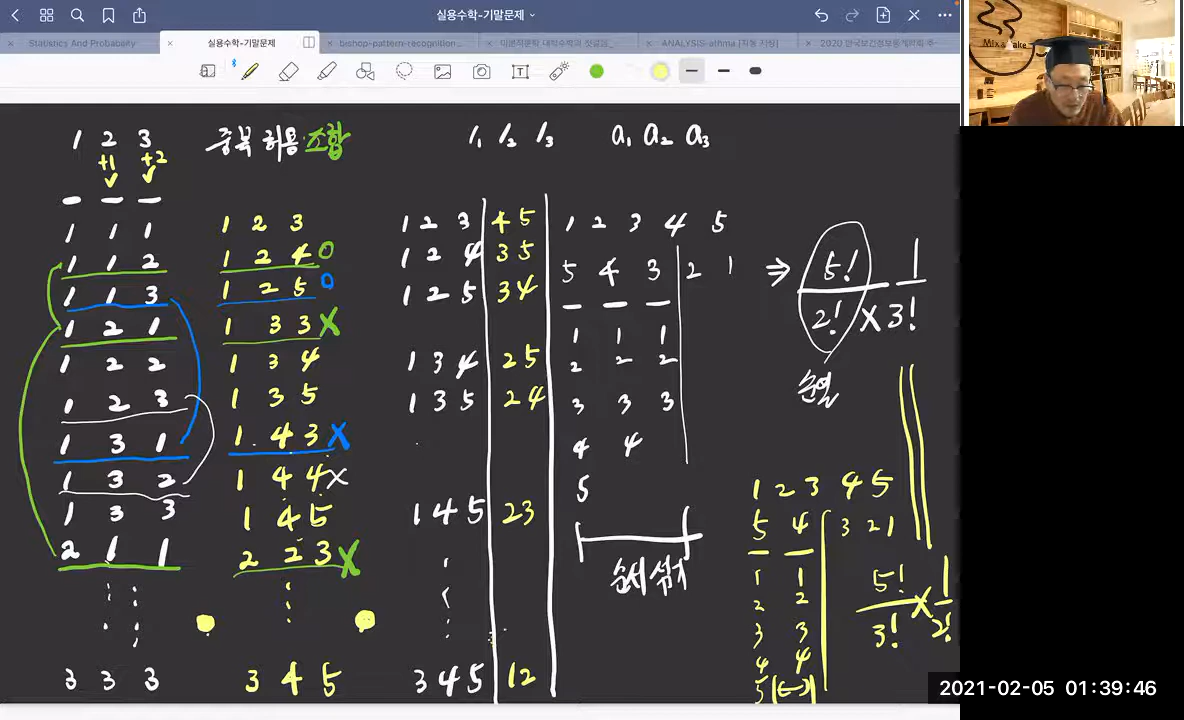 실용수학-기말문제
Statistics And Probability
실용수학-기말문제
bishop-pattern-recognition...
ANALYSIS-asthma [자동 저장]
1 2 3
+1 +2
중복 허용 조합
1 1 1
1 1 2
1 1 3
1 2 1
1 2 2
1 2 3
1 3 1
1 3 2
1 3 3
2 1 1
3 3 3
1 2 3
1 2 4 O
1 2 5 O
1 3 3 X
1 3 4
1 3 5
1 4 3 X
1 4 4 X
1 4 5
2 2 3 X
3 4 5
1₁ 1₂ 1₃
a₁ a₂ a₃
1 2 3 4 5
1 2 4 3 5
1 2 5 3 4
1 3 4 2 5
1 3 5 2 4
1 4 5 2 3
3 4 5 1 2
1 2 3 4 5
5 4 3 2 1
1 1 1
2 2 2
3 3 3
4 4
5
순서 섞기
⇒ 5!/2! × 1/3!
순열
1 2 3 4 5
5 4 3 2 1
1 1
2 2
3 3
4 4
5
5!/3! × 1/2!
2021-02-05 01:39:46